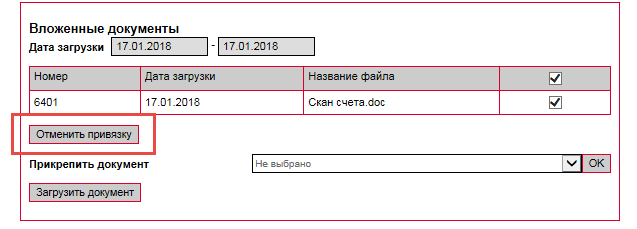 Вложенные документы
Дата загрузки 17.01.2018 - 17.01.2018
Номер Дата загрузки Название файла
6401 17.01.2018 Скан счета.doc
Отменить привязку
Прикрепить документ Не выбрано OK
Загрузить документ